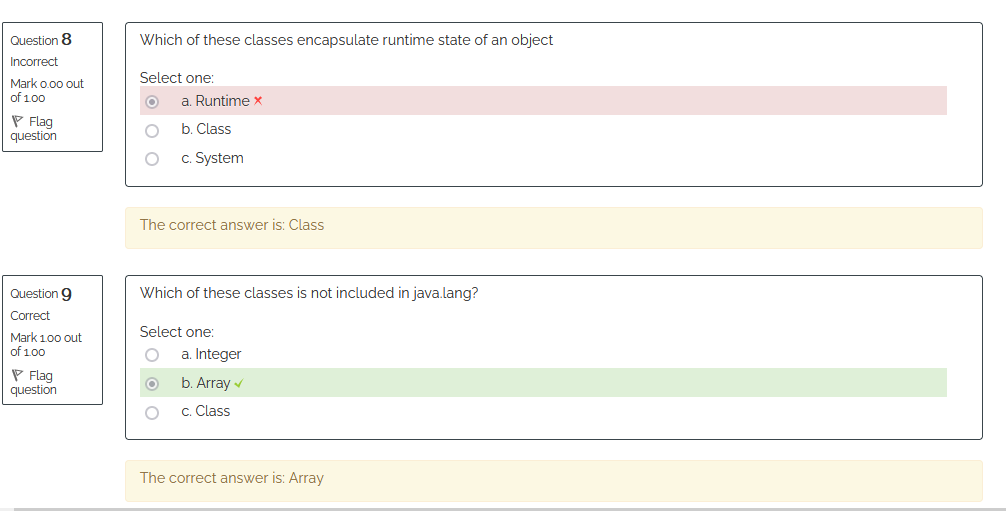 Question 8
Incorrect
Mark 0.00 out
of 1.00
Flag
question
Which of these classes encapsulate runtime state of an object
Select one:
a. Runtime
b. Class
c. System
The correct answer is: Class
Question 9
Correct
Mark 1.00 out
of 1.00
Flag
question
Which of these classes is not included in java.lang?
Select one:
a. Integer
b. Array
c. Class
The correct answer is: Array